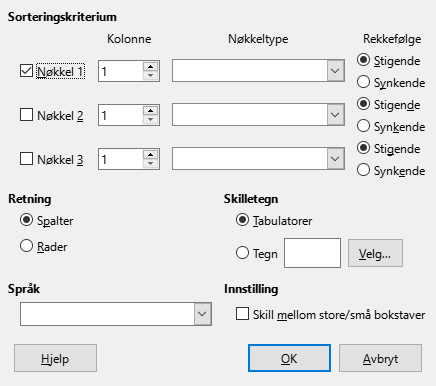 Sorteringskriterium
Kolonne Nøkkeltype Rekkefølge
Nøkkel 1 1 Stigende
Synkende
Nøkkel 2 1 Stigende
Synkende
Nøkkel 3 1 Stigende
Synkende
Retning Skilletegn
Spalter Tabulatorer
Rader Tegn Velg...
Språk Innstilling
Skill mellom store/små bokstaver
Hjelp OK Avbryt